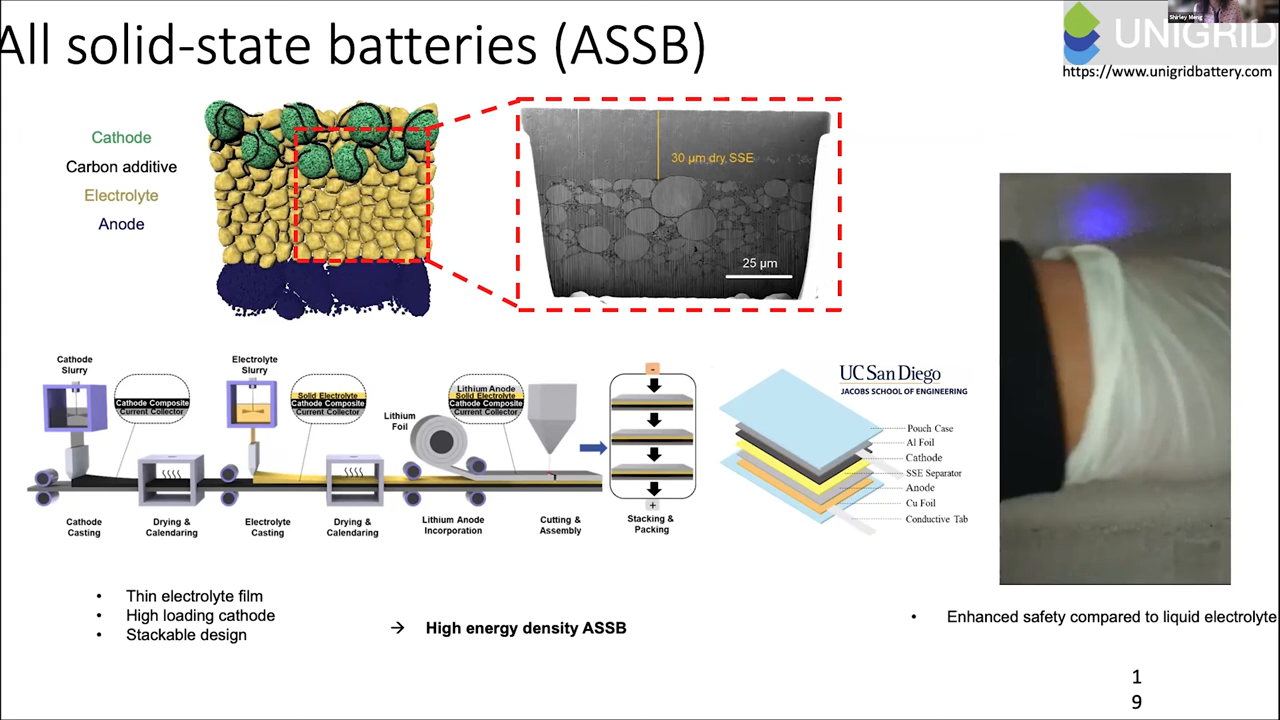 All solid-state batteries (ASSB)
Shirley Meng
UNIGRID
https://www.unigridbattery.com
Cathode
Carbon additive
Electrolyte
Anode
30 µm dry SSE
25 µm
Cathode
Slurry
Cathode Composite
Current Collector
Electrolyte
Slurry
Solid Electrolyte
Cathode Composite
Current Collector
Lithium
Foil
Lithium Anode
Solid Electrolyte
Cathode Composite
Current Collector
Cathode
Casting
Drying &
Calendaring
Electrolyte
Casting
Drying &
Calendaring
Lithium Anode
Incorporation
Cutting &
Assembly
-
+
Stacking &
Packing
UC San Diego
JACOBS SCHOOL OF ENGINEERING
Pouch Case
Al Foil
Cathode
SSE Separator
Anode
Cu Foil
Conductive Tab
• Thin electrolyte film
• High loading cathode
• Stackable design
→ High energy density ASSB
• Enhanced safety compared to liquid electrolyte
1
9